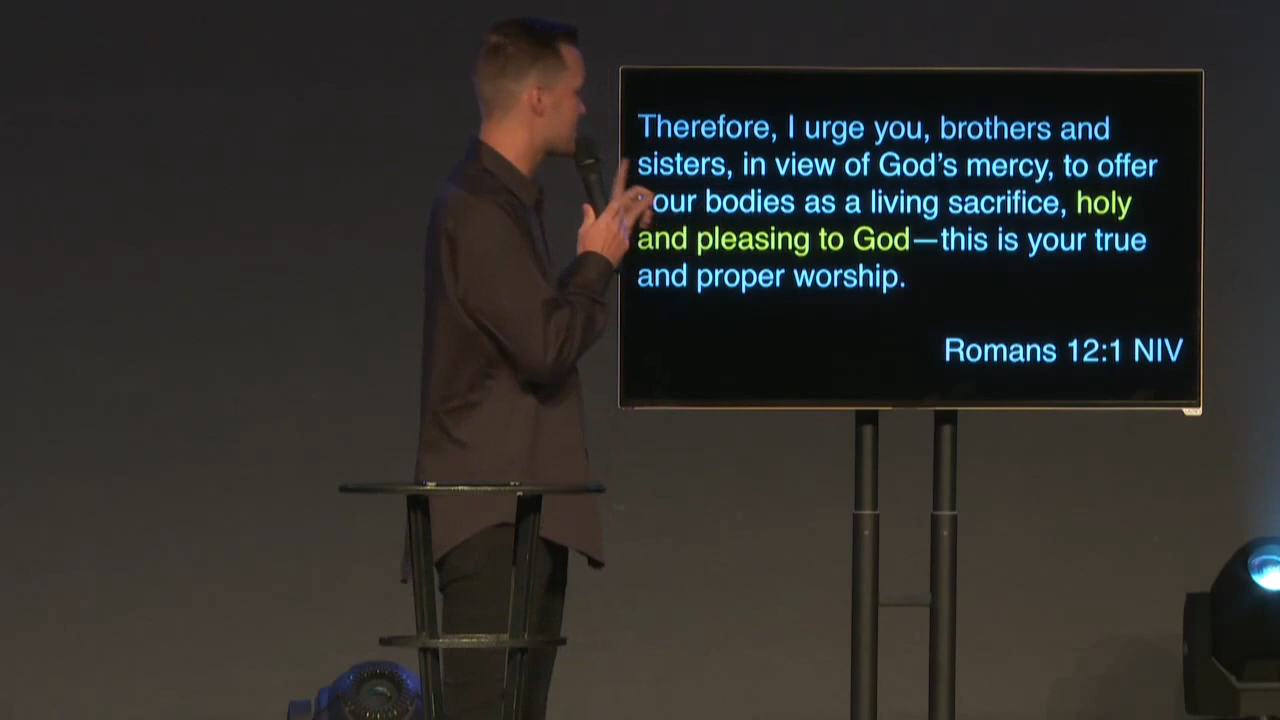 Therefore, I urge you, brothers and
sisters, in view of God's mercy, to offer
our bodies as a living sacrifice, holy
and pleasing to God—this is your true
and proper worship.
Romans 12:1 NIV